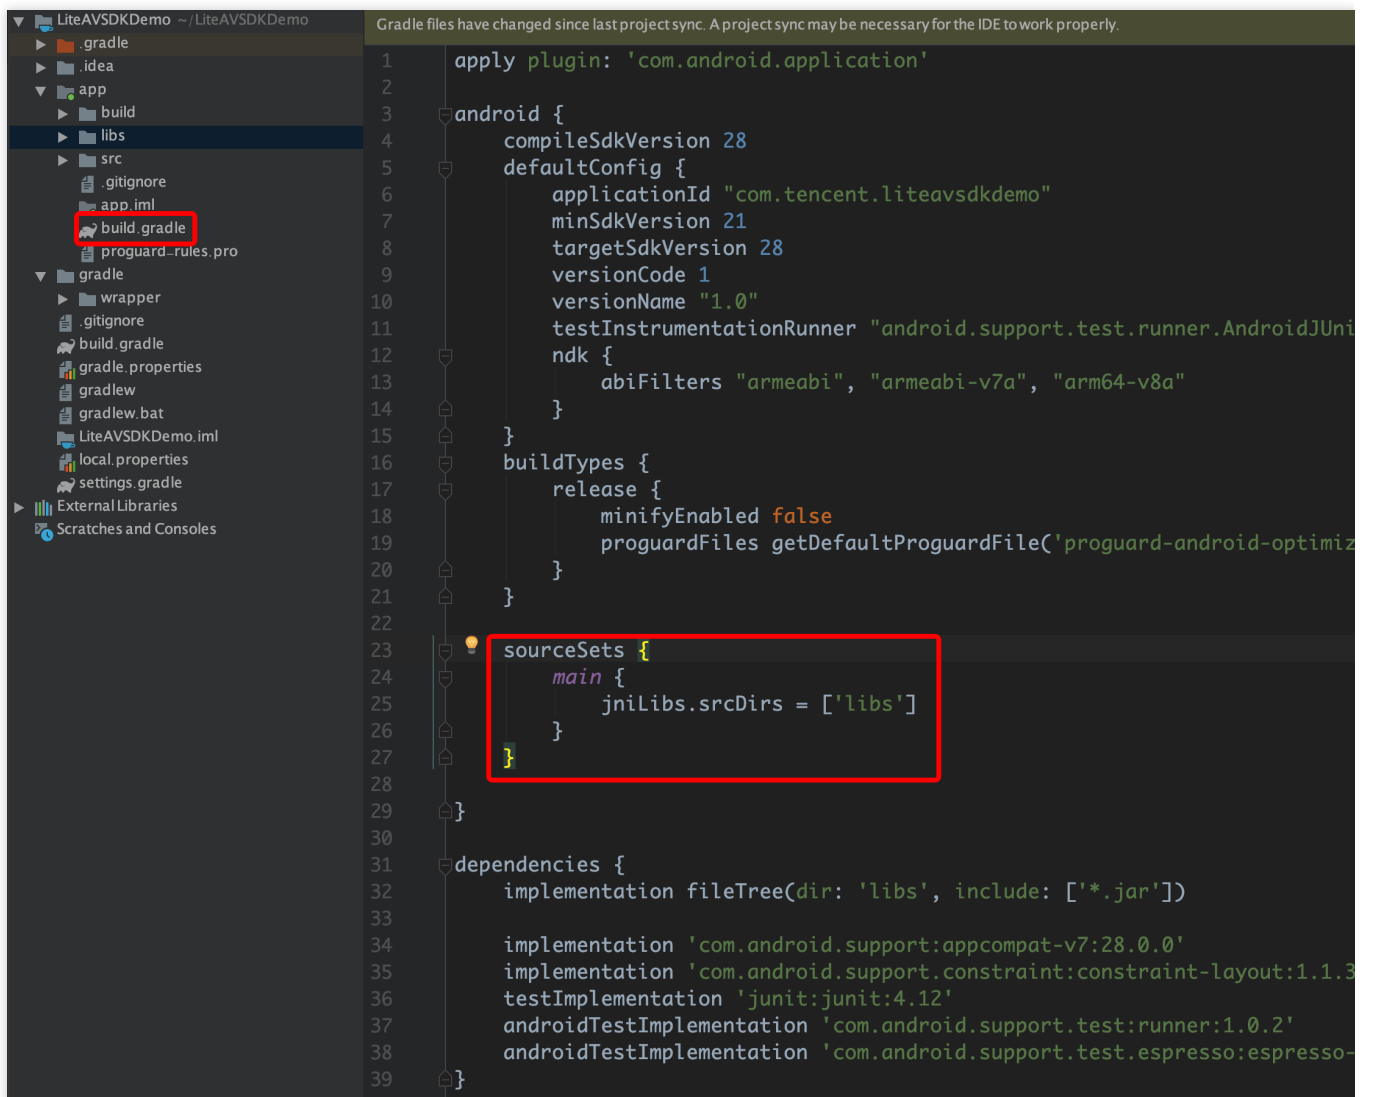 LiteAVSDKDemo ~/LiteAVSDKDemo
.gradle
.idea
app
build
libs
src
.gitignore
app.iml
build.gradle
proguard-rules.pro
gradle
wrapper
.gitignore
build.gradle
gradle.properties
gradlew
gradlew.bat
LiteAVSDKDemo.iml
local.properties
settings.gradle
External Libraries
Scratches and Consoles
Gradle files have changed since last project sync. A project sync may be necessary for the IDE to work properly.
1 apply plugin: 'com.android.application'
2
3 android {
4 compileSdkVersion 28
5 defaultConfig {
6 applicationId "com.tencent.liteavsdkdemo"
7 minSdkVersion 21
8 targetSdkVersion 28
9 versionCode 1
10 versionName "1.0"
11 testInstrumentationRunner "android.support.test.runner.AndroidJUni
12 ndk {
13 abiFilters "armeabi", "armeabi-v7a", "arm64-v8a"
14 }
15 }
16 buildTypes {
17 release {
18 minifyEnabled false
19 proguardFiles getDefaultProguardFile('proguard-android-optimiz
20 }
21 }
22
23 sourceSets {
24 main {
25 jniLibs.srcDirs = ['libs']
26 }
27 }
28
29 }
30
31 dependencies {
32 implementation fileTree(dir: 'libs', include: ['*.jar'])
33
34 implementation 'com.android.support:appcompat-v7:28.0.0'
35 implementation 'com.android.support.constraint:constraint-layout:1.1.3
36 testImplementation 'junit:junit:4.12'
37 androidTestImplementation 'com.android.support.test:runner:1.0.2'
38 androidTestImplementation 'com.android.support.test.espresso:espresso-
39 }